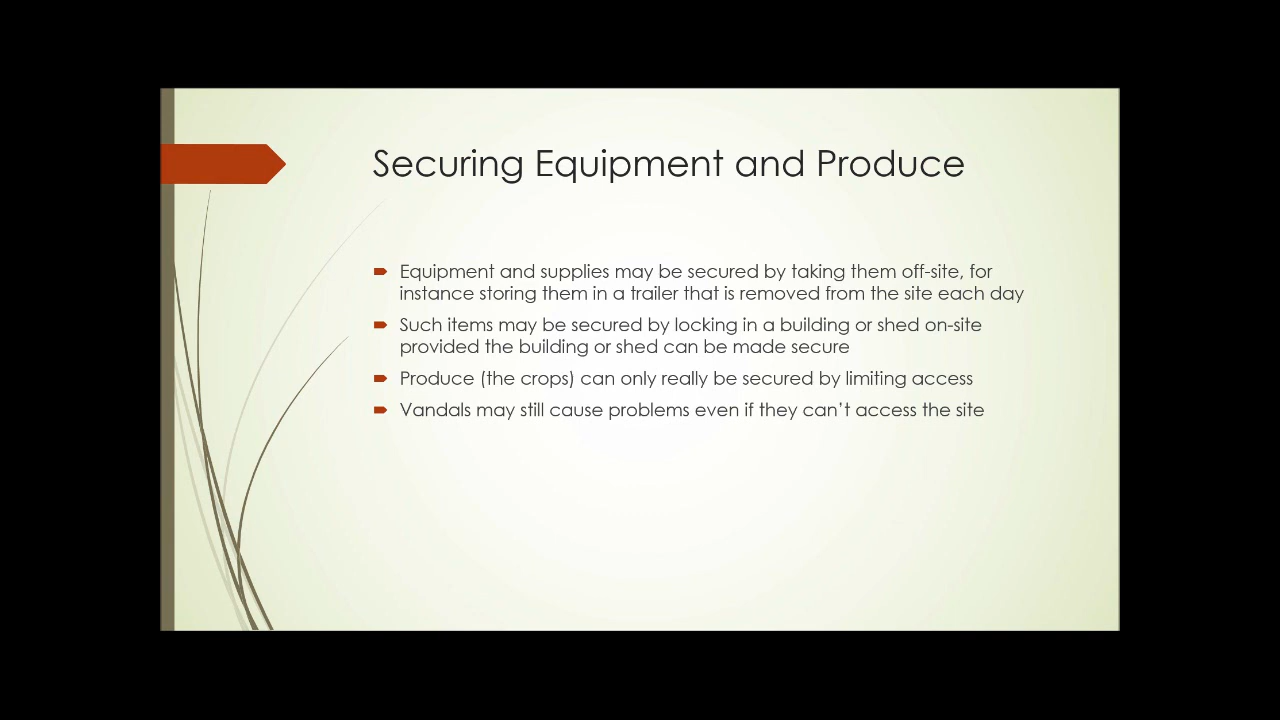 Securing Equipment and Produce
Equipment and supplies may be secured by taking them off-site, for
instance storing them in a trailer that is removed from the site each day
Such items may be secured by locking in a building or shed on-site
provided the building or shed can be made secure
Produce (the crops) can only really be secured by limiting access
Vandals may still cause problems even if they can’t access the site